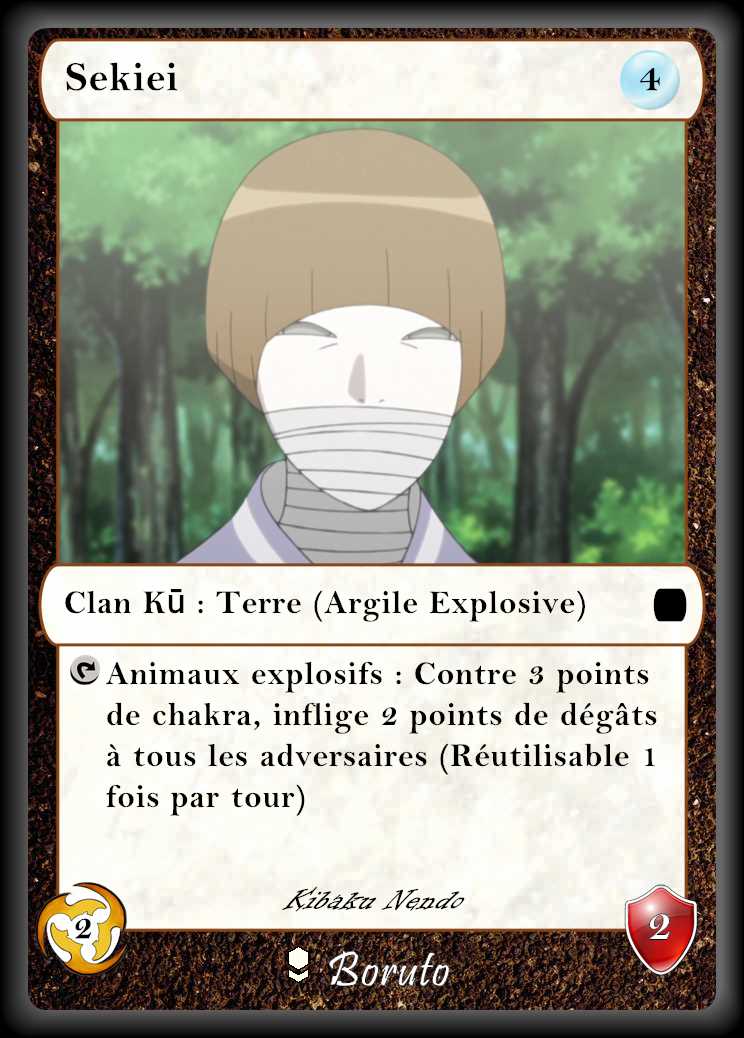 Sekiei
4
Clan Kū : Terre (Argile Explosive)
Animaux explosifs : Contre 3 points
de chakra, inflige 2 points de dégâts
à tous les adversaires (Réutilisable 1
fois par tour)
Kibaku Nendo
2
2
Boruto